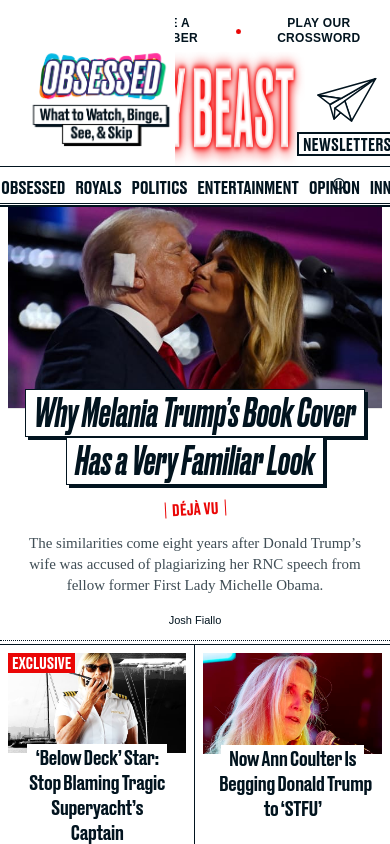 E A
BER
PLAY OUR
CROSSWORD
OBSESSED
What to Watch, Binge,
See, & Skip
Y BEAST
NEWSLETTERS
OBSESSED ROYALS POLITICS ENTERTAINMENT OPINION INN
Why Melania Trump’s Book Cover
Has a Very Familiar Look
DÉJÀ VU
The similarities come eight years after Donald Trump’s
wife was accused of plagiarizing her RNC speech from
fellow former First Lady Michelle Obama.
Josh Fiallo
EXCLUSIVE
‘Below Deck’ Star:
Stop Blaming Tragic
Superyacht’s
Captain
Now Ann Coulter Is
Begging Donald Trump
to ‘STFU’